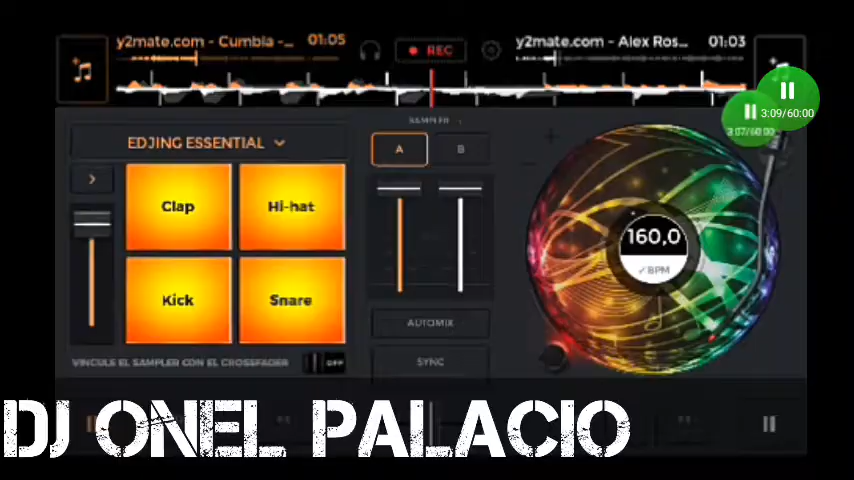 y2mate.com - Cumbia -... 01:05
REC
y2mate.com - Alex Ros... 01:03
3:09/60:00
3:07/60:00
SAMPLER
EDJING ESSENTIAL
A
B
Clap
Hi-hat
160,0
BPM
Kick
Snare
AUTOMIX
VINCULE EL SAMPLER CON EL CROSSFADER
OFF
SYNC
DJ ONEL PALACIO